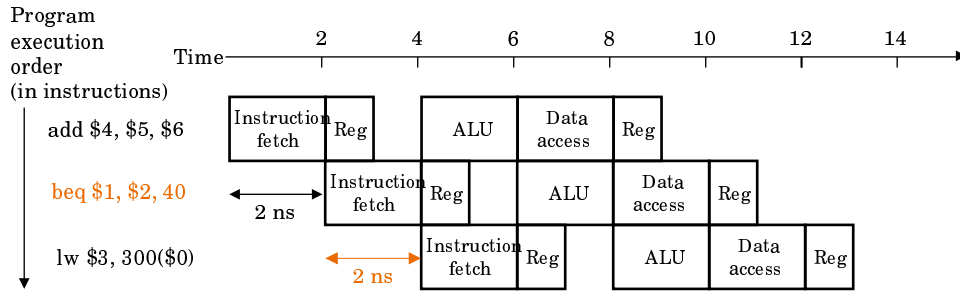 Program
execution
order
(in instructions)
Time
2 4 6 8 10 12 14
add $4, $5, $6
Instruction fetch Reg ALU Data access Reg
beq $1, $2, 40
2 ns
Instruction fetch Reg ALU Data access Reg
lw $3, 300($0)
2 ns
Instruction fetch Reg ALU Data access Reg